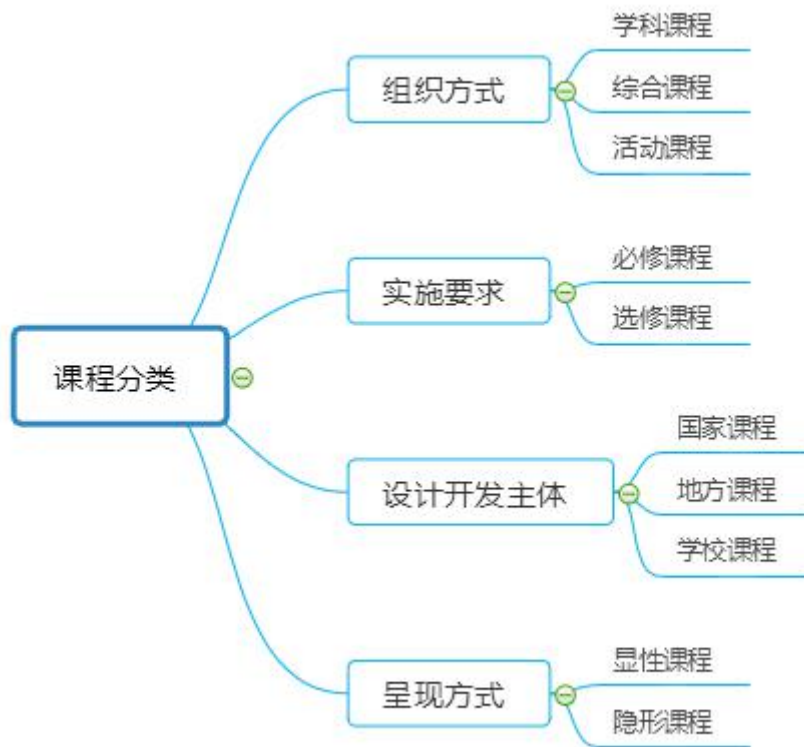 课程分类
组织方式
学科课程
综合课程
活动课程
实施要求
必修课程
选修课程
设计开发主体
国家课程
地方课程
学校课程
呈现方式
显性课程
隐形课程